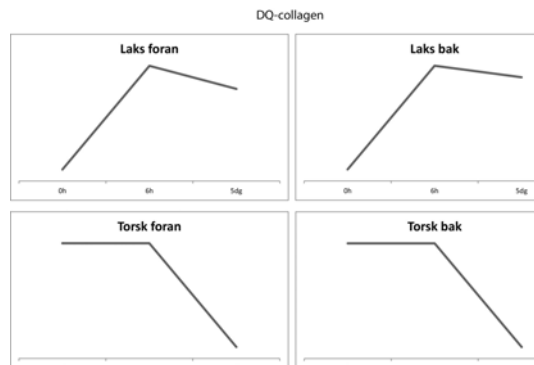 DQ-collagen
Laks foran
0h 6h 5dg
Laks bak
0h 6h 5dg
Torsk foran
Torsk bak